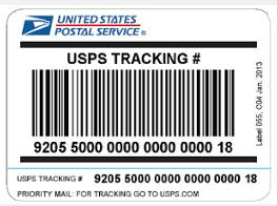 UNITED STATES
POSTAL SERVICE®
USPS TRACKING #
9205 5000 0000 0000 0000 18
Label 055, C04 Jan. 2013
USPS TRACKING # 9205 5000 0000 0000 0000 18
PRIORITY MAIL: FOR TRACKING GO TO USPS.COM